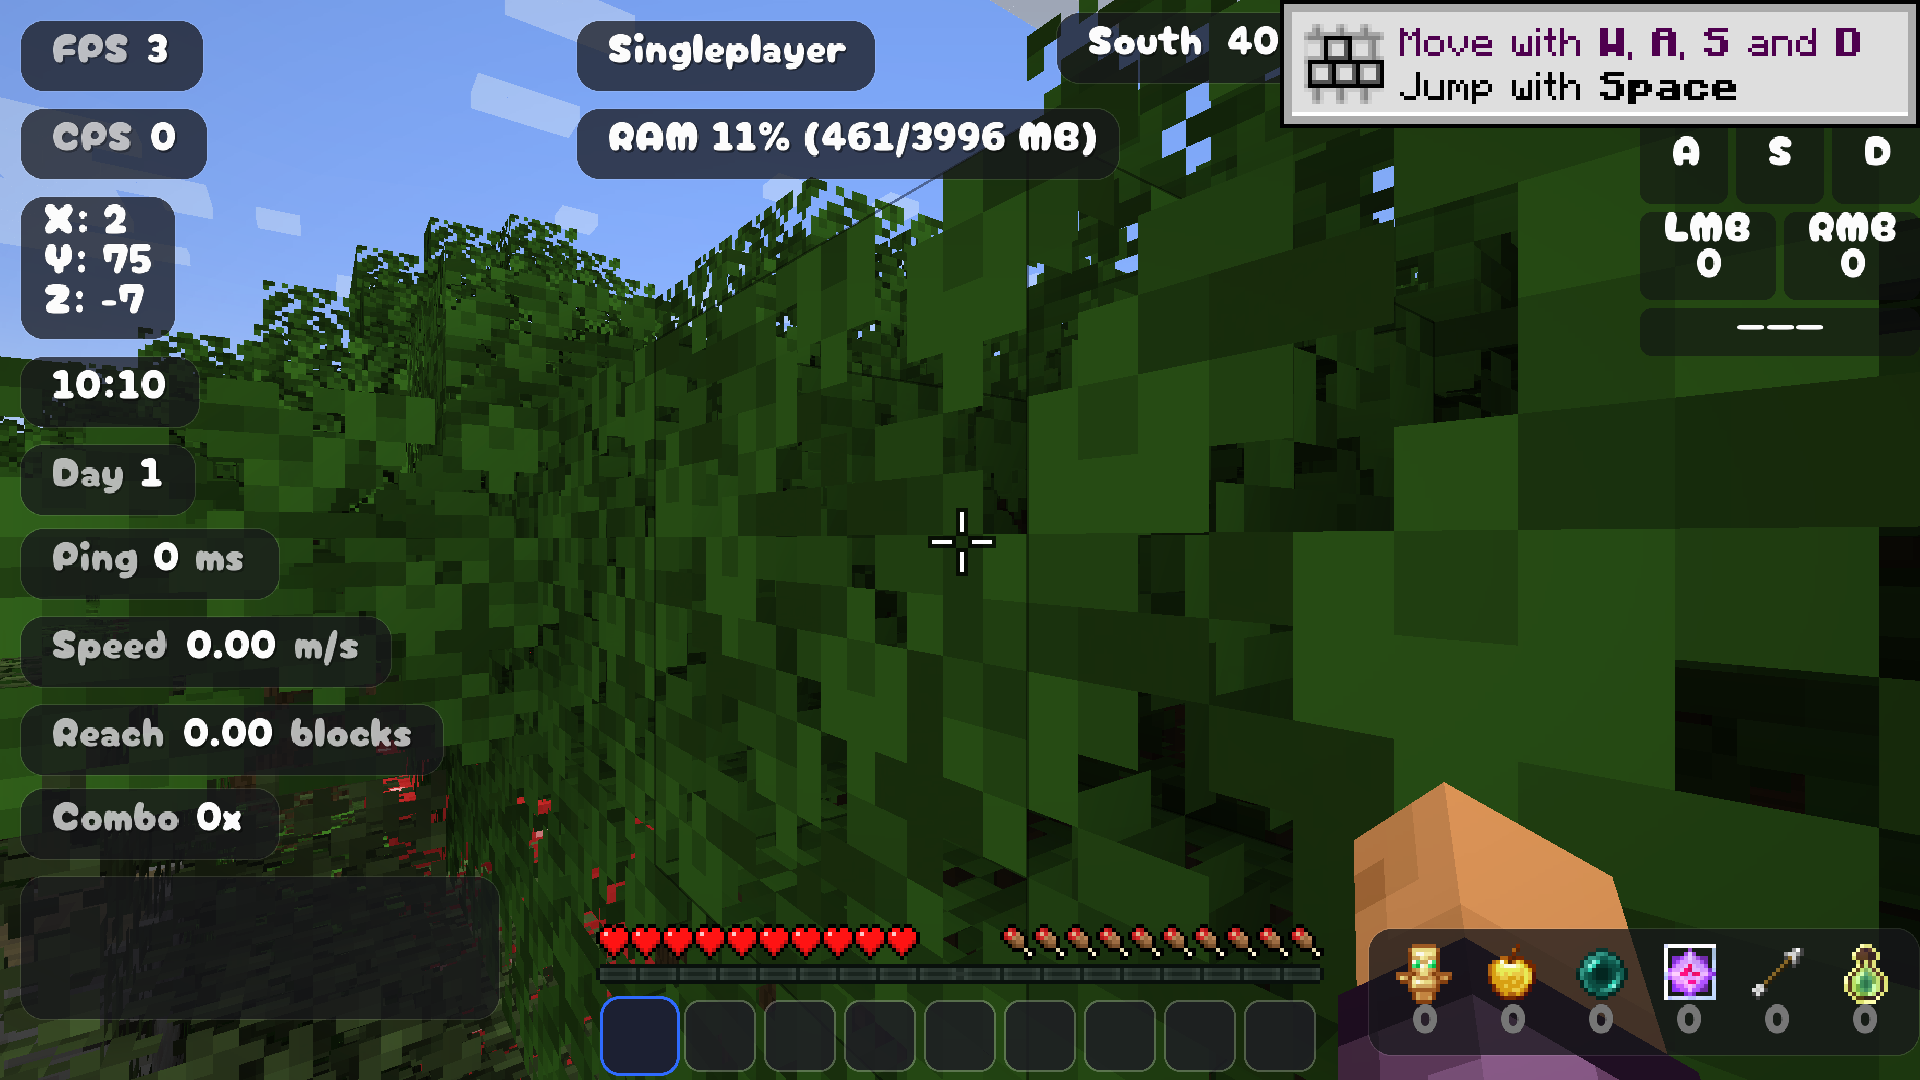 FPS 3
Singleplayer
South 40
Move with W, A, S and D
Jump with Space
CPS 0
RAM 11% (461/3996 MB)
A S D
X: 2
Y: 75
Z: -7
LMB RMB
0 0
10:10
Day 1
Ping 0 ms
Speed 0.00 m/s
Reach 0.00 blocks
Combo 0x
0 0 0 0 0 0